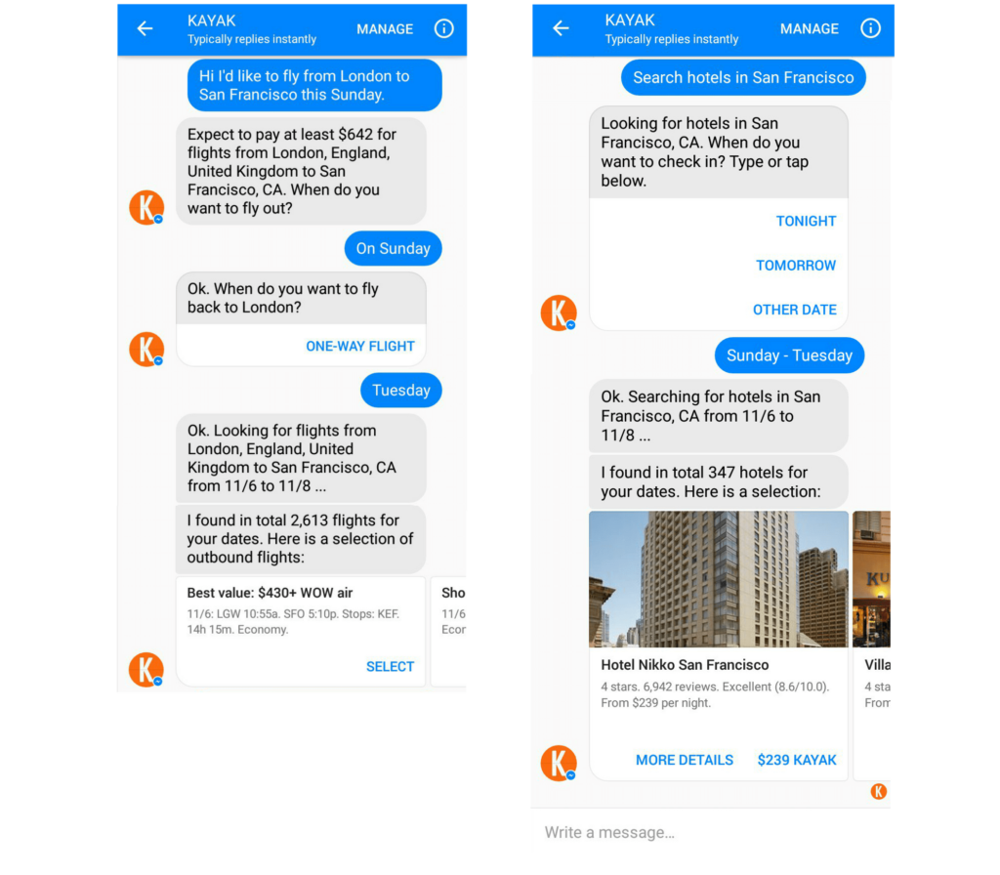 KAYAK
Typically replies instantly
MANAGE
Hi I'd like to fly from London to
San Francisco this Sunday.
Expect to pay at least $642 for
flights from London, England,
United Kingdom to San
Francisco, CA. When do you
want to fly out?
K
On Sunday
Ok. When do you want to fly
back to London?
ONE-WAY FLIGHT
K
Tuesday
Ok. Looking for flights from
London, England, United
Kingdom to San Francisco, CA
from 11/6 to 11/8 ...
I found in total 2,613 flights for
your dates. Here is a selection of
outbound flights:
Best value: $430+ WOW air
11/6: LGW 10:55a. SFO 5:10p. Stops: KEF.
14h 15m. Economy.
SELECT
Sho
11/6
Ecor
K
KAYAK
Typically replies instantly
MANAGE
Search hotels in San Francisco
Looking for hotels in San
Francisco, CA. When do you
want to check in? Type or tap
below.
TONIGHT
TOMORROW
OTHER DATE
K
Sunday - Tuesday
Ok. Searching for hotels in San
Francisco, CA from 11/6 to
11/8 ...
I found in total 347 hotels for
your dates. Here is a selection:
KU
Hotel Nikko San Francisco
4 stars. 6,942 reviews. Excellent (8.6/10.0).
From $239 per night.
MORE DETAILS
$239 KAYAK
Villa
4 sta
From
K
K
Write a message...